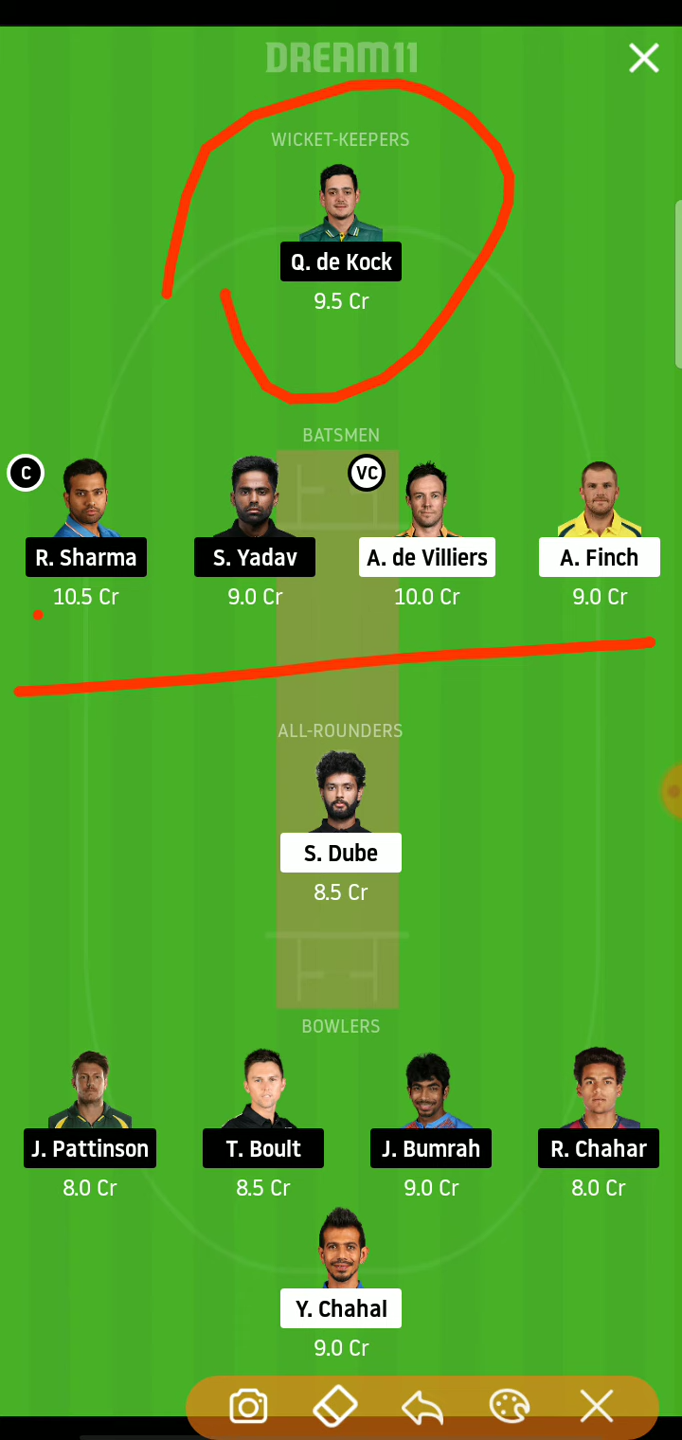 DREAM11
WICKET-KEEPERS
Q. de Kock
9.5 Cr
BATSMEN
C
VC
R. Sharma
S. Yadav
A. de Villiers
A. Finch
10.5 Cr
9.0 Cr
10.0 Cr
9.0 Cr
ALL-ROUNDERS
S. Dube
8.5 Cr
BOWLERS
J. Pattinson
T. Boult
J. Bumrah
R. Chahar
8.0 Cr
8.5 Cr
9.0 Cr
8.0 Cr
Y. Chahal
9.0 Cr